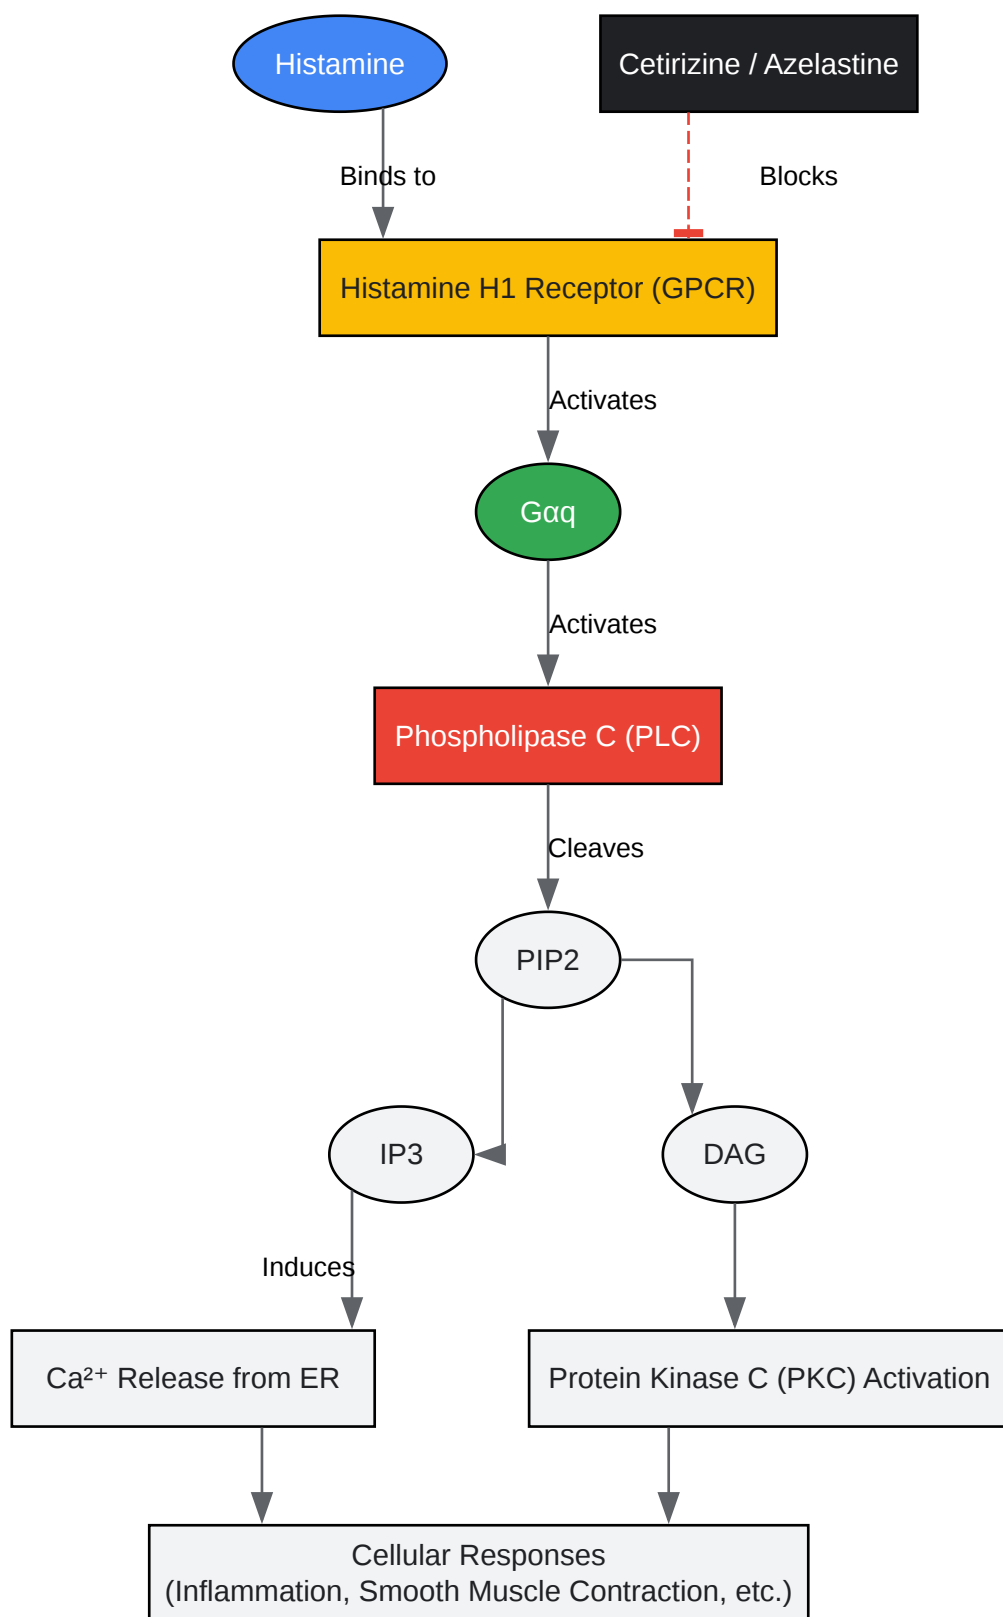 Histamine
Cetirizine / Azelastine
Binds to
Blocks
Histamine H1 Receptor (GPCR)
Activates
Gαq
Activates
Phospholipase C (PLC)
Cleaves
PIP2
IP3
DAG
Induces
Ca²⁺ Release from ER
Protein Kinase C (PKC) Activation
Cellular Responses
(Inflammation, Smooth Muscle Contraction, etc.)